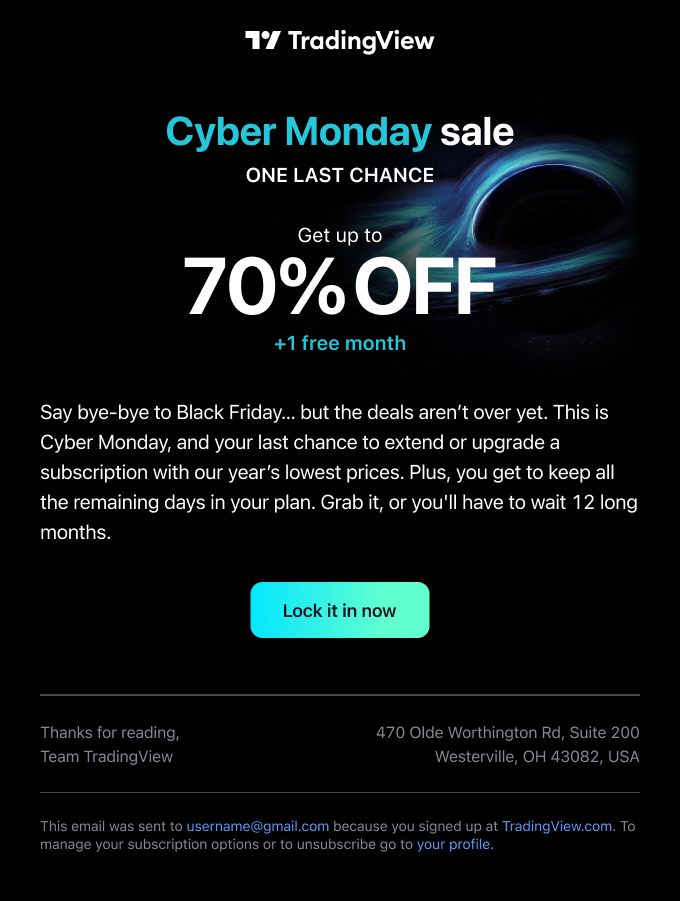 TradingView
Cyber Monday sale
ONE LAST CHANCE
Get up to
70% OFF
+1 free month
Say bye-bye to Black Friday... but the deals aren’t over yet. This is
Cyber Monday, and your last chance to extend or upgrade a
subscription with our year’s lowest prices. Plus, you get to keep all
the remaining days in your plan. Grab it, or you'll have to wait 12 long
months.
Lock it in now
Thanks for reading,
Team TradingView
470 Olde Worthington Rd, Suite 200
Westerville, OH 43082, USA
This email was sent to username@gmail.com because you signed up at TradingView.com. To
manage your subscription options or to unsubscribe go to your profile.